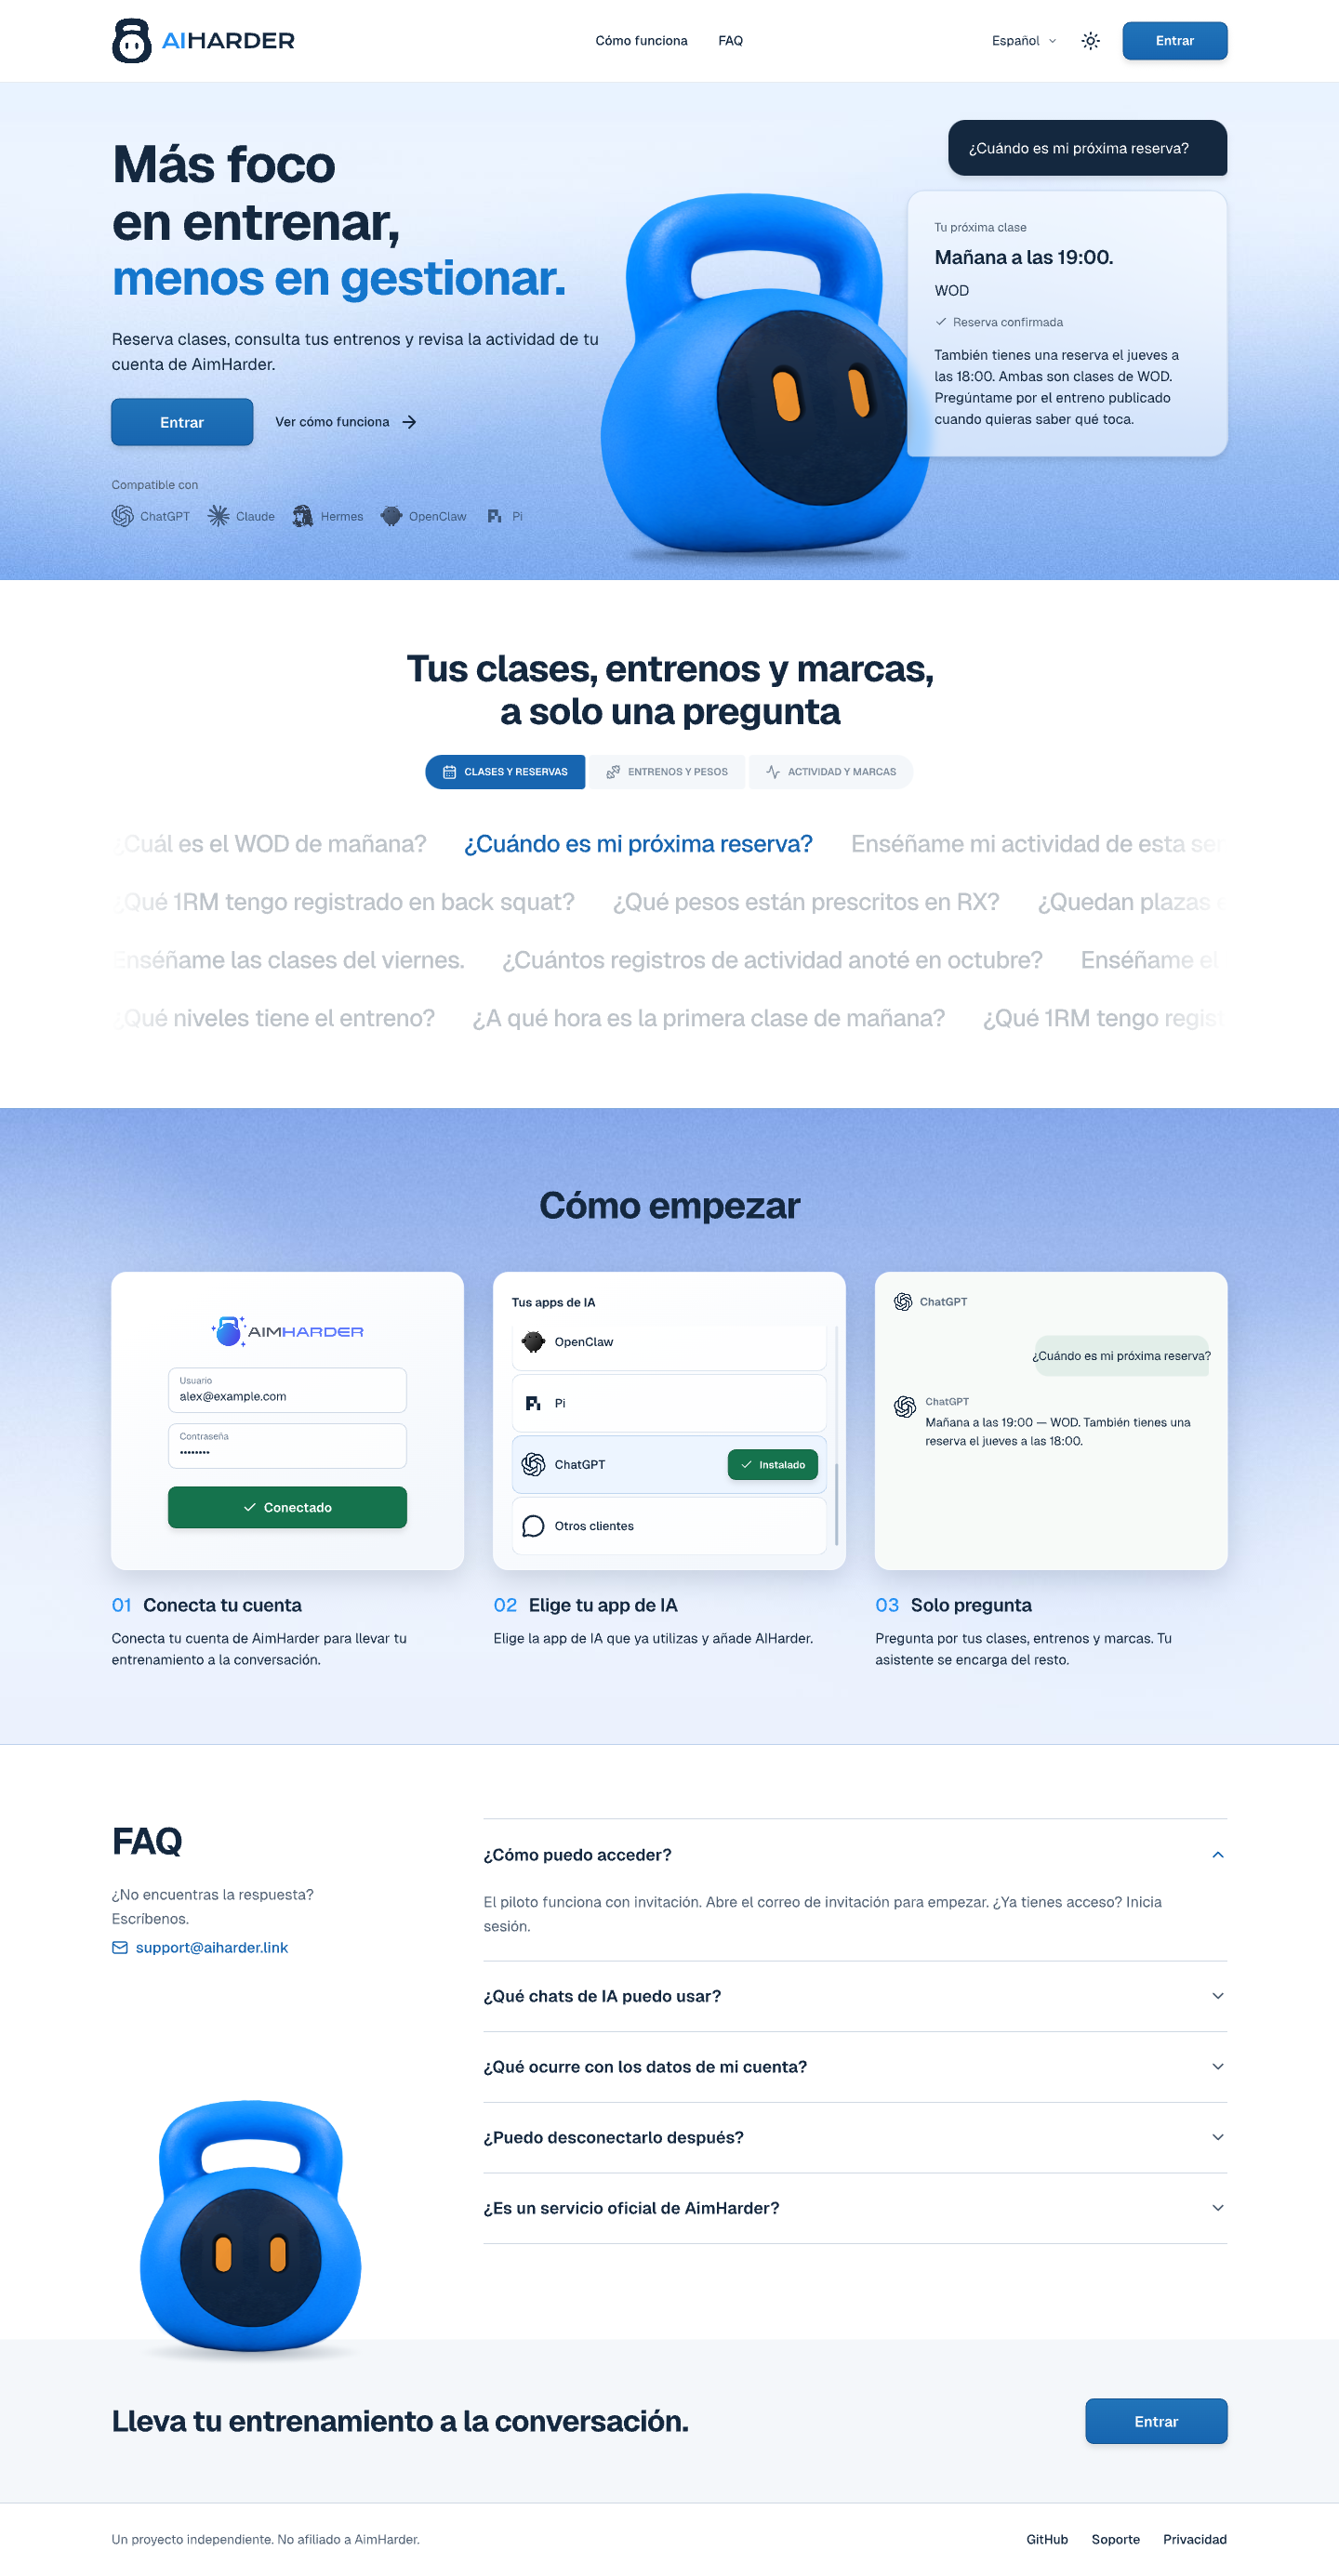 AIHARDER
Cómo funciona
FAQ
Español
Entrar
Más foco
en entrenar,
menos en gestionar.
Reserva clases, consulta tus entrenos y revisa la actividad de tu
cuenta de AimHarder.
Entrar
Ver cómo funciona
Compatible con
ChatGPT
Claude
Hermes
OpenClaw
Pi
¿Cuándo es mi próxima reserva?
Tu próxima clase
Mañana a las 19:00.
WOD
Reserva confirmada
También tienes una reserva el jueves a
las 18:00. Ambas son clases de WOD.
Pregúntame por el entreno publicado
cuando quieras saber qué toca.
Tus clases, entrenos y marcas,
a solo una pregunta
CLASES Y RESERVAS
ENTRENOS Y PESOS
ACTIVIDAD Y MARCAS
¿Cuál es el WOD de mañana?
¿Cuándo es mi próxima reserva?
Enséñame mi actividad de esta
¿Qué 1RM tengo registrado en back squat?
¿Qué pesos están prescritos en RX?
¿Quedan plazas
Enséñame las clases del viernes.
¿Cuántos registros de actividad anoté en octubre?
Enséñame el
¿Qué niveles tiene el entreno?
¿A qué hora es la primera clase de mañana?
¿Qué 1RM tengo
Cómo empezar
AIMHARDER
Usuario
alex@example.com
Contraseña
••••••••
Conectado
01 Conecta tu cuenta
Conecta tu cuenta de AimHarder para llevar tu
entrenamiento a la conversación.
Tus apps de IA
OpenClaw
Pi
ChatGPT
Instalado
Otros clientes
02 Elige tu app de IA
Elige la app de IA que ya utilizas y añade AIHarder.
ChatGPT
¿Cuándo es mi próxima reserva?
ChatGPT
Mañana a las 19:00 — WOD. También tienes una
reserva el jueves a las 18:00.
03 Solo pregunta
Pregunta por tus clases, entrenos y marcas. Tu
asistente se encarga del resto.
FAQ
¿No encuentras la respuesta?
Escríbenos.
support@aiharder.link
¿Cómo puedo acceder?
El piloto funciona con invitación. Abre el correo de invitación para empezar. ¿Ya tienes acceso? Inicia
sesión.
¿Qué chats de IA puedo usar?
¿Qué ocurre con los datos de mi cuenta?
¿Puedo desconectarlo después?
¿Es un servicio oficial de AimHarder?
Lleva tu entrenamiento a la conversación.
Entrar
Un proyecto independiente. No afiliado a AimHarder.
GitHub
Soporte
Privacidad